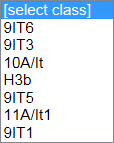 [select class]
9IT6
9IT3
10A/It
H3b
9IT5
11A/It1
9IT1